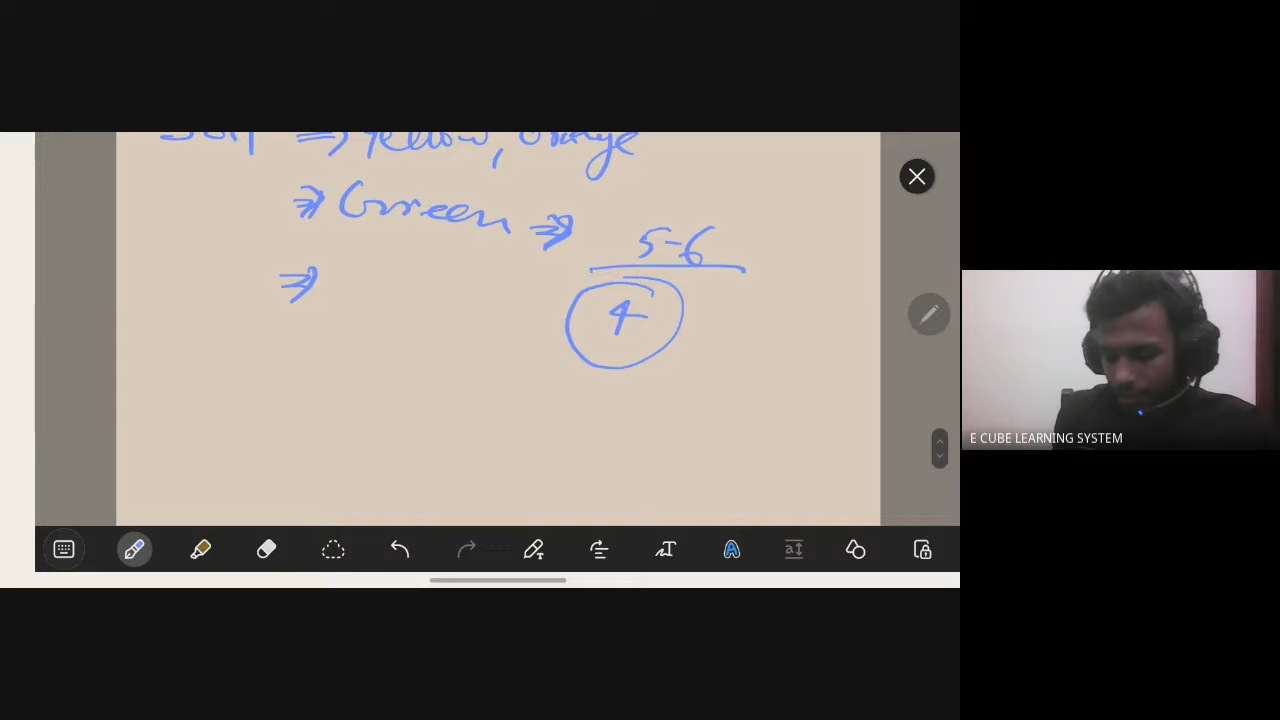 ⇒ Yellow, Orange
⇒ Green ⇒ 5-6
⇒ 4
E CUBE LEARNING SYSTEM